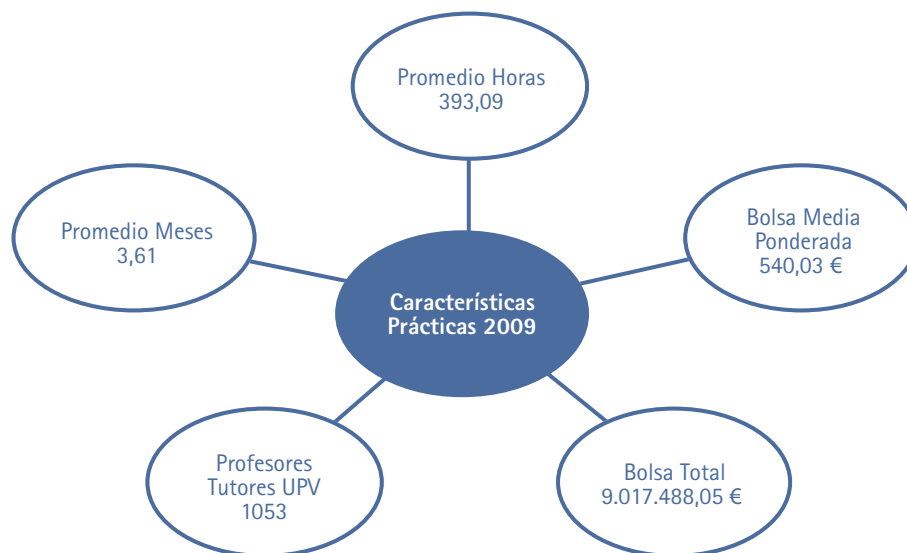 Promedio Horas
393,09
Promedio Meses
3,61
Bolsa Media
Ponderada
540,03 €
Características
Prácticas 2009
Profesores
Tutores UPV
1053
Bolsa Total
9.017.488,05 €